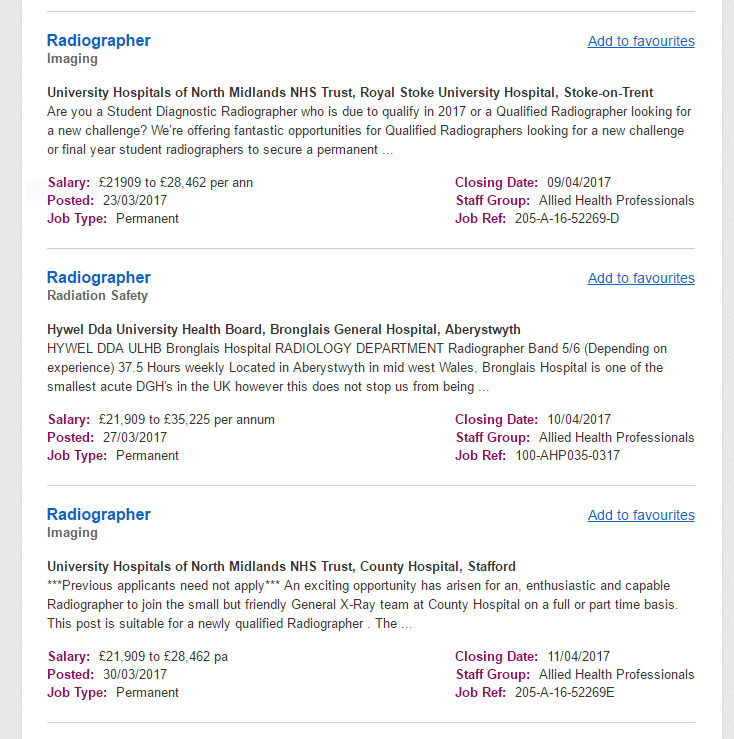 Radiographer
Add to favourites
Imaging
University Hospitals of North Midlands NHS Trust, Royal Stoke University Hospital, Stoke-on-Trent
Are you a Student Diagnostic Radiographer who is due to qualify in 2017 or a Qualified Radiographer looking for
a new challenge? We're offering fantastic opportunities for Qualified Radiographers looking for a new challenge
or final year student radiographers to secure a permanent ...
Salary: £21909 to £28,462 per ann
Closing Date: 09/04/2017
Posted: 23/03/2017
Staff Group: Allied Health Professionals
Job Type: Permanent
Job Ref: 205-A-16-52269-D
Radiographer
Add to favourites
Radiation Safety
Hywel Dda University Health Board, Bronglais General Hospital, Aberystwyth
HYWEL DDA ULHB Bronglais Hospital RADIOLOGY DEPARTMENT Radiographer Band 5/6 (Depending on
experience) 37.5 Hours weekly Located in Aberystwyth in mid west Wales, Bronglais Hospital is one of the
smallest acute DGH's in the UK however this does not stop us from being ...
Salary: £21,909 to £35,225 per annum
Closing Date: 10/04/2017
Posted: 27/03/2017
Staff Group: Allied Health Professionals
Job Type: Permanent
Job Ref: 100-AHP035-0317
Radiographer
Add to favourites
Imaging
University Hospitals of North Midlands NHS Trust, County Hospital, Stafford
***Previous applicants need not apply*** An exciting opportunity has arisen for an, enthusiastic and capable
Radiographer to join the small but friendly General X-Ray team at County Hospital on a full or part time basis.
This post is suitable for a newly qualified Radiographer . The ...
Salary: £21,909 to £28,462 pa
Closing Date: 11/04/2017
Posted: 30/03/2017
Staff Group: Allied Health Professionals
Job Type: Permanent
Job Ref: 205-A-16-52269E